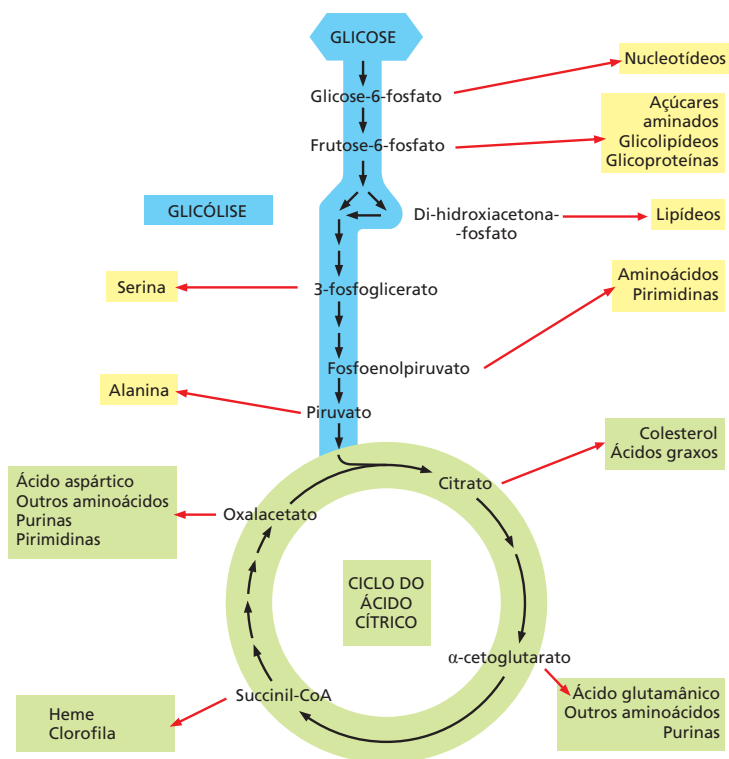 GLICOSE
Glicose-6-fosfato
Nucleotídeos
Frutose-6-fosfato
Açúcares
aminados
Glicolipídeos
Glicoproteínas
GLICÓLISE
Di-hidroxiacetona-
-fosfato
Lipídeos
Serina
3-fosfoglicerato
Aminoácidos
Pirimidinas
Fosfoenolpiruvato
Alanina
Piruvato
Colesterol
Ácidos graxos
Citrato
Ácido aspártico
Outros aminoácidos
Purinas
Pirimidinas
Oxalacetato
CICLO DO
ÁCIDO
CÍTRICO
α-cetoglutarato
Ácido glutamânico
Outros aminoácidos
Purinas
Succinil-CoA
Heme
Clorofila